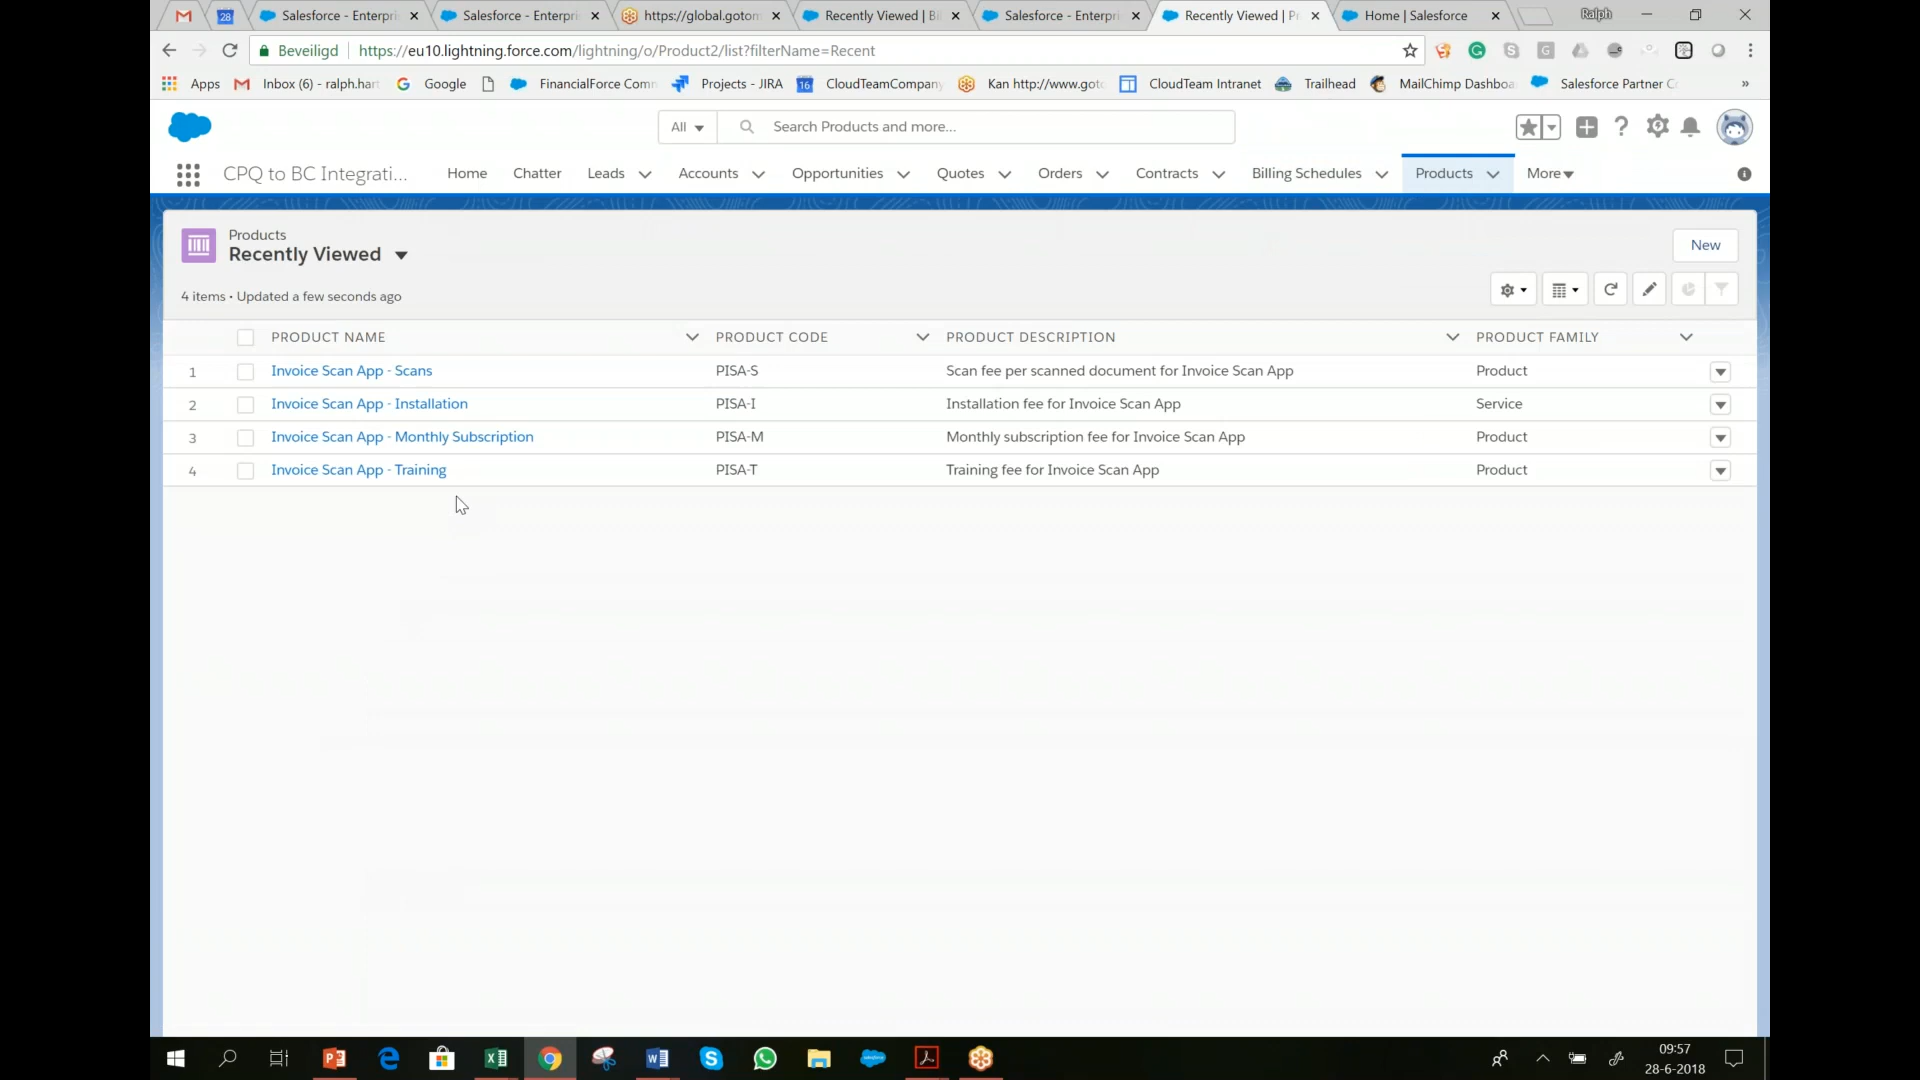 28 Salesforce - Enterpri Salesforce - Enterpri https://global.gotom Recently Viewed | B Salesforce - Enterpri Recently Viewed | P Home | Salesforce Ralph
Beveiligd https://eu10.lightning.force.com/lightning/o/Product2/list?filterName=Recent
Apps Inbox (6) - ralph.hart Google FinancialForce Comm Projects - JIRA 16 CloudTeamCompany Kan http://www.goto CloudTeam Intranet Trailhead MailChimp Dashboa Salesforce Partner C »
All Search Products and more...
CPQ to BC Integrati... Home Chatter Leads Accounts Opportunities Quotes Orders Contracts Billing Schedules Products More
Products
Recently Viewed
New
4 items • Updated a few seconds ago
PRODUCT NAME PRODUCT CODE PRODUCT DESCRIPTION PRODUCT FAMILY
1 Invoice Scan App - Scans PISA-S Scan fee per scanned document for Invoice Scan App Product
2 Invoice Scan App - Installation PISA-I Installation fee for Invoice Scan App Service
3 Invoice Scan App - Monthly Subscription PISA-M Monthly subscription fee for Invoice Scan App Product
4 Invoice Scan App - Training PISA-T Training fee for Invoice Scan App Product
09:57
28-6-2018